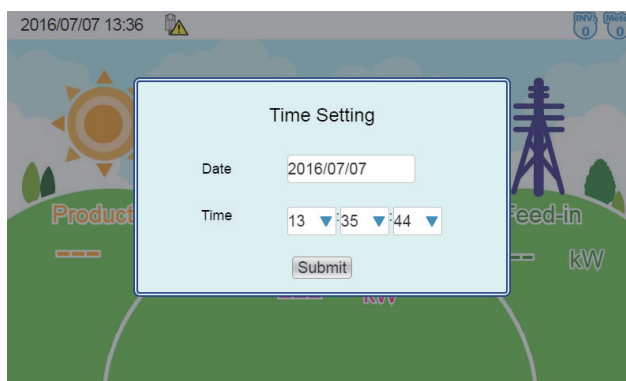 2016/07/07 13:36
INV:
0
Mete
0
Time Setting
Date 2016/07/07
Time 13 : 35 : 44
Submit
Product
Feed-in
kW
kW